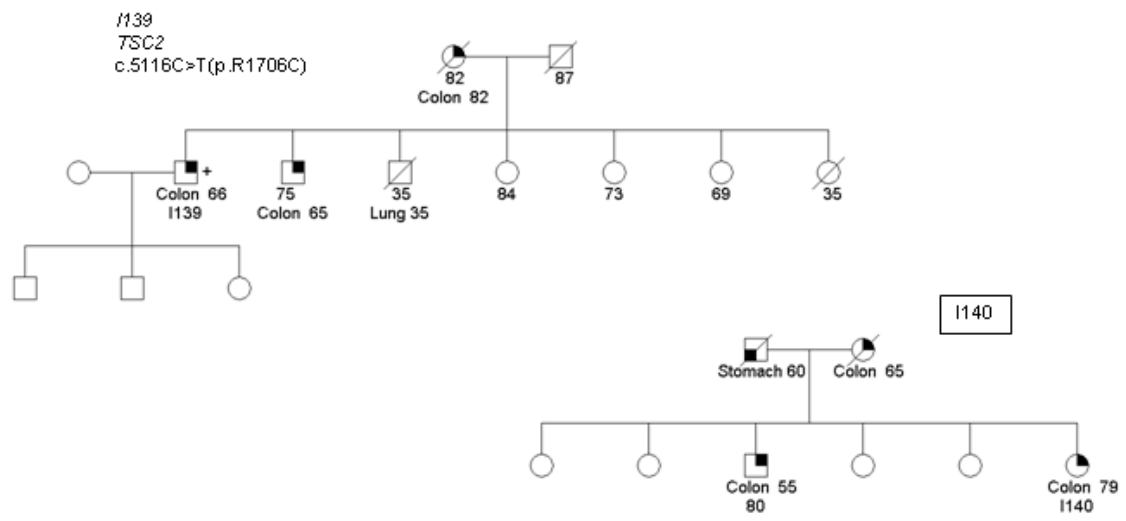 I139
TSC2
c.5116C>T(p.R1706C)
82
87
Colon 82
+
Colon 66
75
35
84
73
69
35
I139
Colon 65
Lung 35
I140
Stomach 60
Colon 65
Colon 55
Colon 79
80
I140